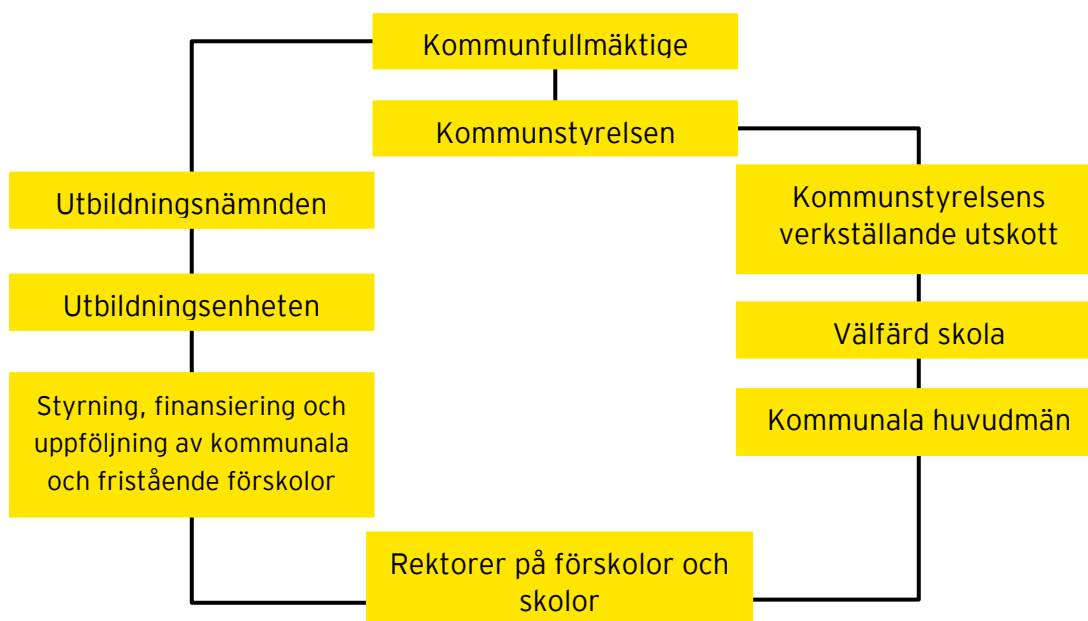 Kommunfullmäktige
Kommunstyrelsen
Utbildningsnämnden
Utbildningsenheten
Styrning, finansiering och
uppföljning av kommunala
och fristående förskolor
Kommunstyrelsens
verkställande utskott
Välfärd skola
Kommunala huvudmän
Rektorer på förskolor och
skolor